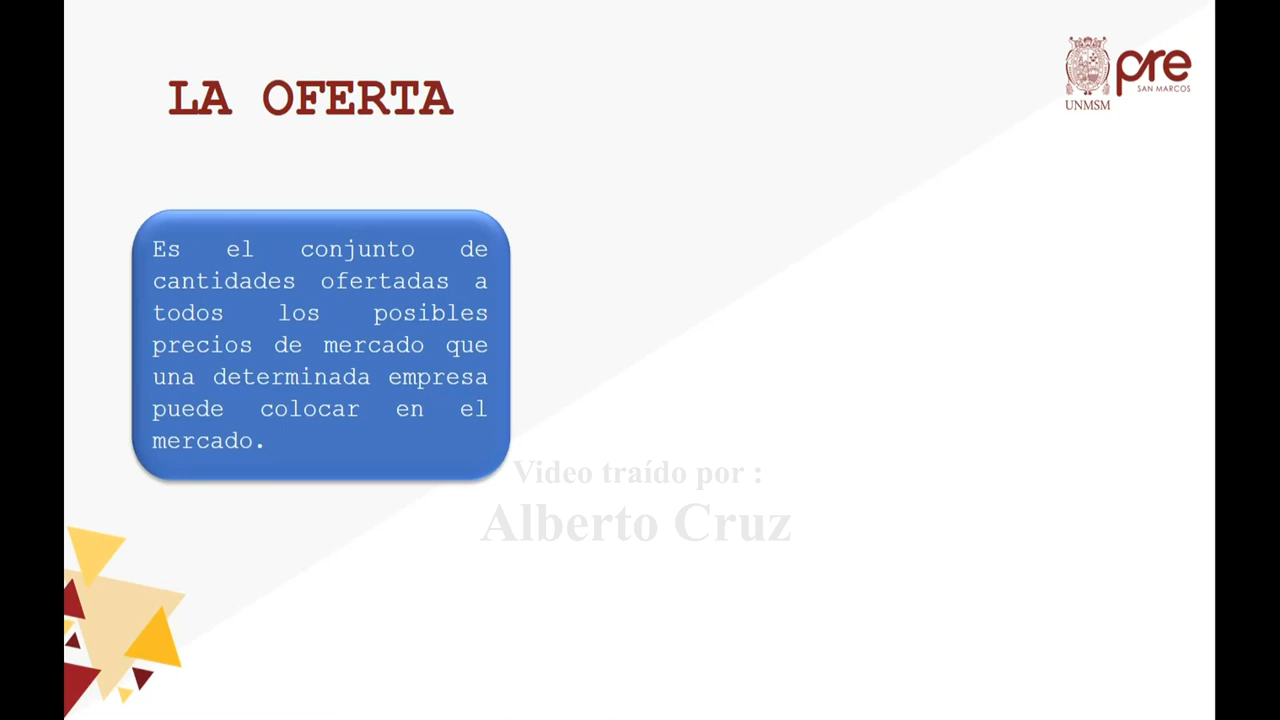 LA OFERTA
pre
SAN MARCOS
UNMSM
Es el conjunto de
cantidades ofertadas a
todos los posibles
precios de mercado que
una determinada empresa
puede colocar en el
mercado.
Video traído por :
Alberto Cruz